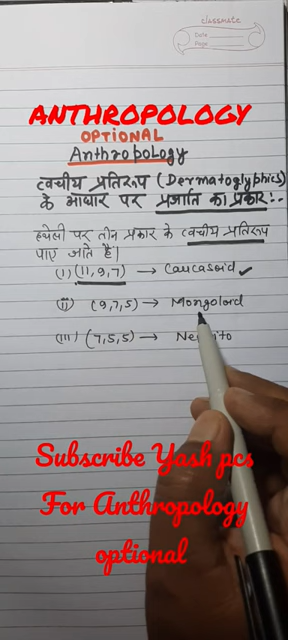 classmate
Date
Page
ANTHROPOLOGY
OPTIONAL
Anthropology
त्वचीय प्रतिरूप (Dermatoglyphics)
के आधार पर प्रजाति का प्रकार:-
हथेली पर तीन प्रकार के त्वचीय प्रतिरूप
पाए जाते हैं।
(i) (11, 9, 7) → Caucasoid ✓
(ii) (9, 7, 5) → Mongoloid
(iii) (7, 5, 5) →
Subscribe Yash pcs
For Anthropology
optional